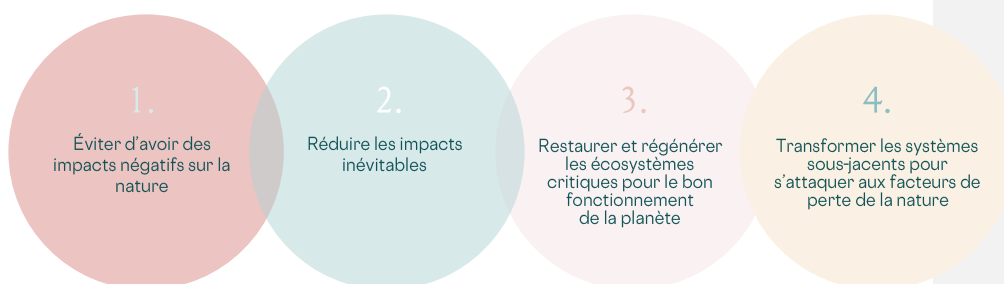 1.
Éviter d’avoir des
impacts négatifs sur la
nature
2.
Réduire les impacts
inévitables
3.
Restaurer et régénérer
les écosystèmes
critiques pour le bon
fonctionnement
de la planète
4.
Transformer les systèmes
sous-jacents pour
s’attaquer aux facteurs de
perte de la nature